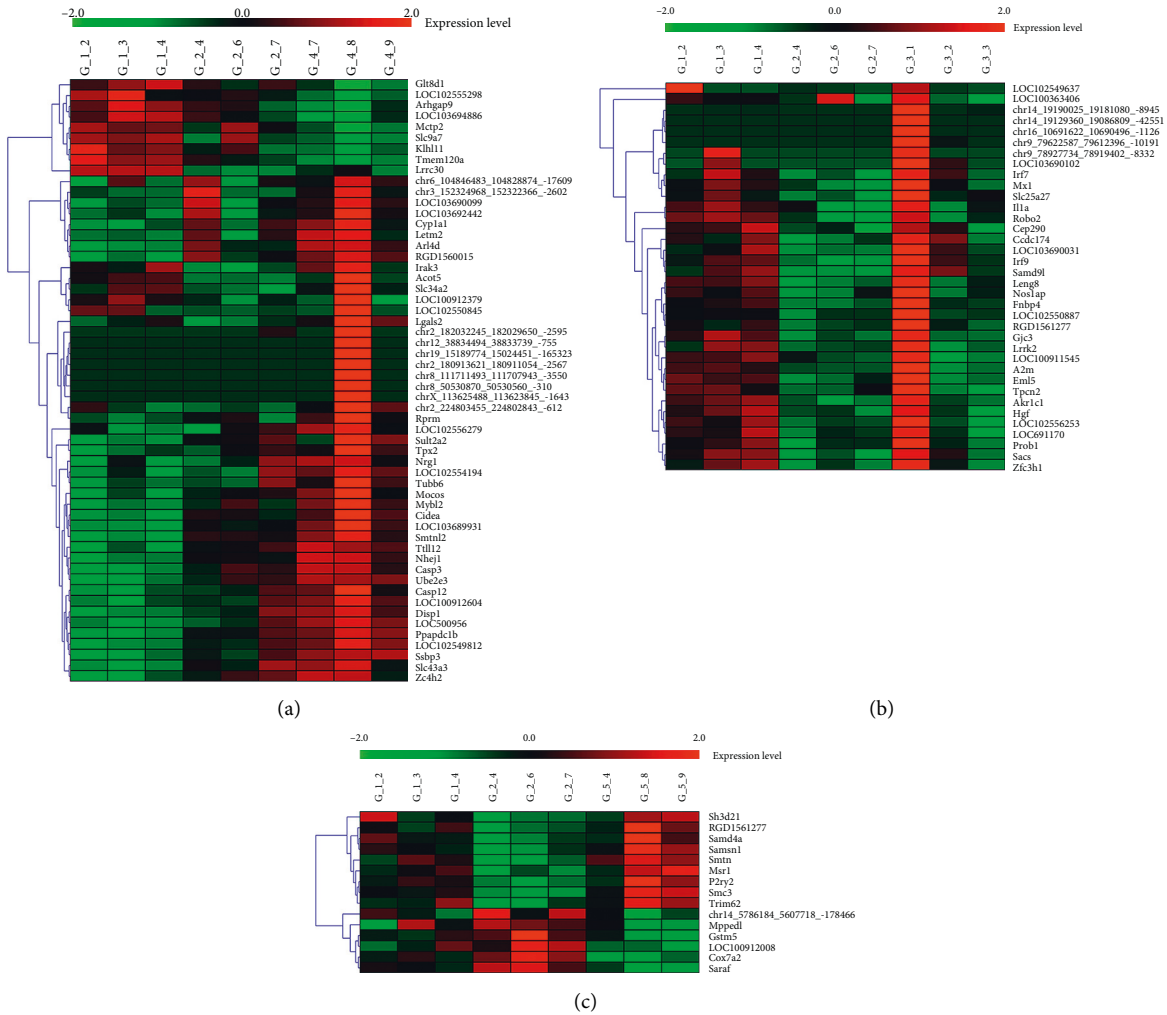 −2.0 0.0 2.0
Expression level
G_1_2 G_1_3 G_1_4 G_2_4 G_2_6 G_2_7 G_4_7 G_4_8 G_4_9
Glt8d1
LOC102555298
Arhgap9
LOC103694886
Mctp2
Slc9a7
Klhl11
Tmem120a
Lrrc30
chr6_104846483_104828874_-17609
chr3_152324968_152322366_-2602
LOC103690099
LOC103692442
Cyp1a1
Letm2
Arl4d
RGD1560015
Irak3
Acot5
Slc34a2
LOC100912379
LOC102550845
Lgals2
chr2_182032245_182029650_-2595
chr12_38834494_38833739_-755
chr19_15189774_15024451_-165323
chr2_180913621_180911054_-2567
chr8_111711493_111707943_-3550
chr8_50530870_50530560_-310
chrX_113625488_113623845_-1643
chr2_224803455_224802843_-612
Rprm
LOC102556279
Sult2a2
Tpx2
Nrg1
LOC102554194
Tubb6
Mocos
Mybl2
Cidea
LOC103689931
Smtnl2
Ttll12
Nhej1
Casp3
Ube2e3
Casp12
LOC100912604
Disp1
LOC500956
Ppapdc1b
LOC102549812
Ssbp3
Slc43a3
Zc4h2
(a)
−2.0 0.0 2.0
Expression level
G_1_2 G_1_3 G_1_4 G_2_4 G_2_6 G_2_7 G_3_1 G_3_2 G_3_3
LOC102549637
LOC100363406
chr14_19190025_19181080_-8945
chr14_19129360_19086809_-42551
chr16_10691622_10690496_-1126
chr9_79622587_79612396_-10191
chr9_78927734_78919402_-8332
LOC103690102
Irf7
Mx1
Slc25a27
Il1a
Robo2
Cep290
Ccdc174
LOC103690031
Irf9
Samd9l
Leng8
Nos1ap
Fnbp4
LOC102550887
RGD1561277
Gjc3
Lrrk2
LOC100911545
A2m
Eml5
Tpcn2
Akr1c1
Hgf
LOC102556253
LOC691170
Prob1
Sacs
Zfc3h1
(b)
−2.0 0.0 2.0
Expression level
G_1_2 G_1_3 G_1_4 G_2_4 G_2_6 G_2_7 G_5_4 G_5_8 G_5_9
Sh3d21
RGD1561277
Samd4a
Samsn1
Smtn
Msr1
P2ry2
Smc3
Trim62
chr14_5786184_5607718_-178466
Mppedl
Gstm5
LOC100912008
Cox7a2
Saraf
(c)